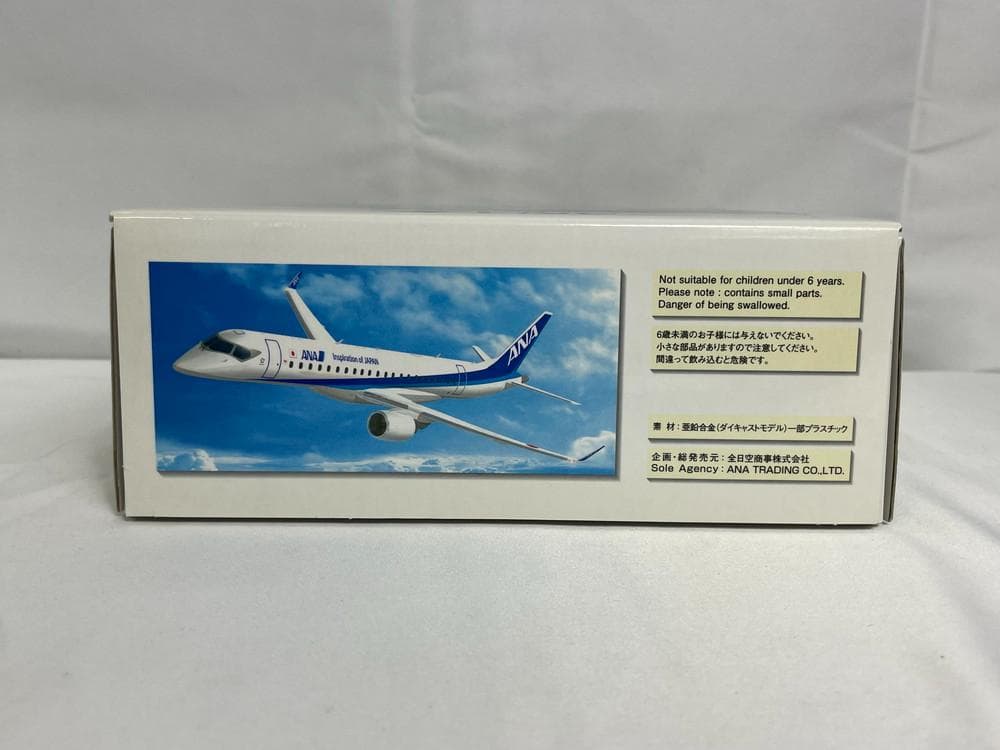 ANA
Inspiration of JAPAN
ANA
Not suitable for children under 6 years.
Please note : contains small parts.
Danger of being swallowed.
6歳未満のお子様には与えないでください。
小さな部品がありますので注意してください。
間違って飲み込むと危険です。
素 材 : 亜鉛合金(ダイキャストモデル)一部プラスチック
企画・総発売元 : 全日空商事株式会社
Sole Agency : ANA TRADING CO.,LTD.